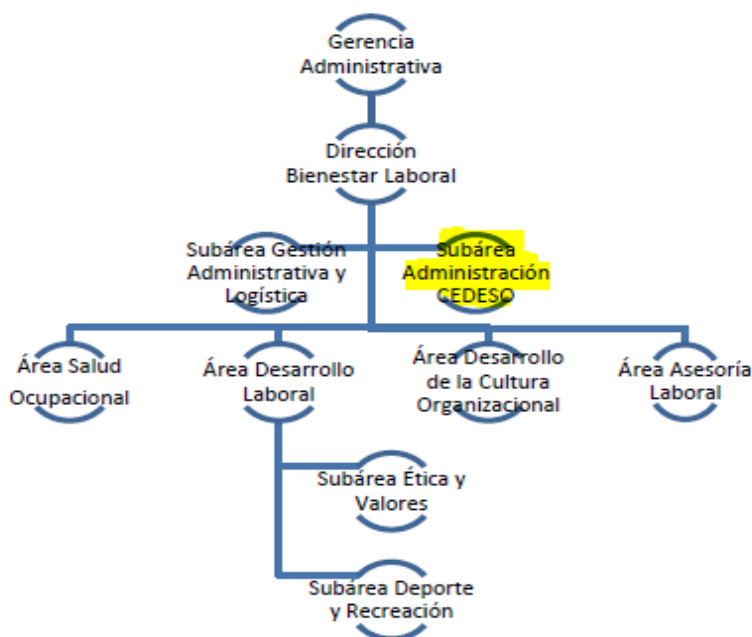 Gerencia
Administrativa
Dirección
Bienestar Laboral
Subárea Gestión
Administrativa y
Logística
Subárea
Administración
CEDESO
Área Salud
Ocupacional
Área Desarrollo
Laboral
Área Desarrollo
de la Cultura
Organizacional
Área Asesoría
Laboral
Subárea Ética y
Valores
Subárea Deporte
y Recreación